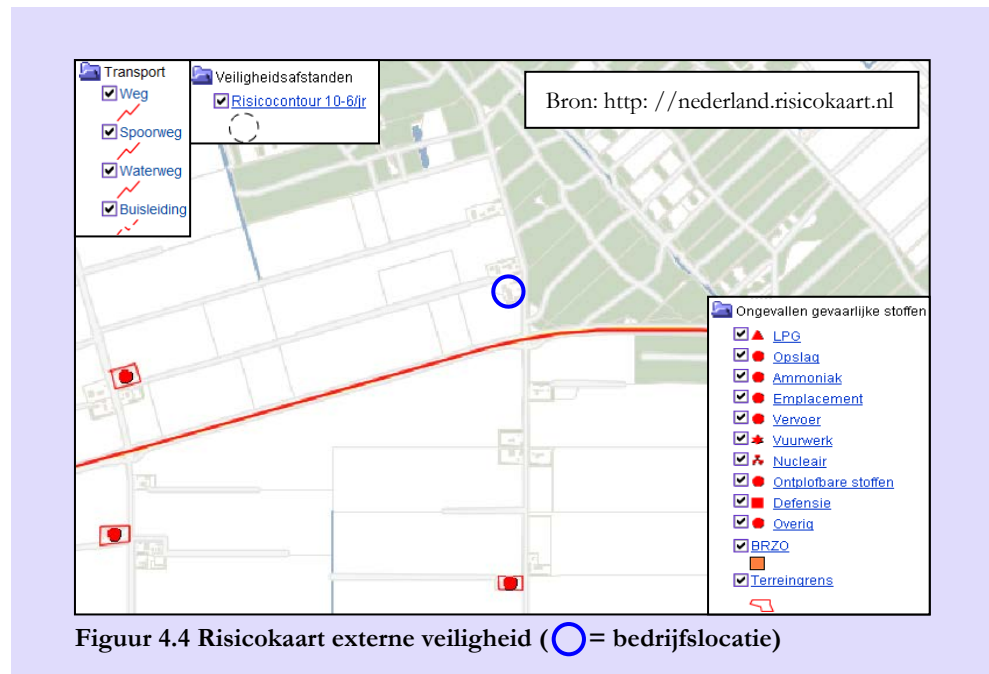 Transport
Weg
Spoorweg
Waterweg
Buisleiding
Veiligheidsafstanden
Risicocontour 10-6/jr
Bron: http: //nederland.risicokaart.nl
Ongevallen gevaarlijke stoffen
LPG
Opslag
Ammoniak
Emplacement
Vervoer
Vuurwerk
Nucleair
Ontplofbare stoffen
Defensie
Overig
BRZO
Terreingrens
Figuur 4.4 Risicokaart externe veiligheid ( = bedrijfslocatie)